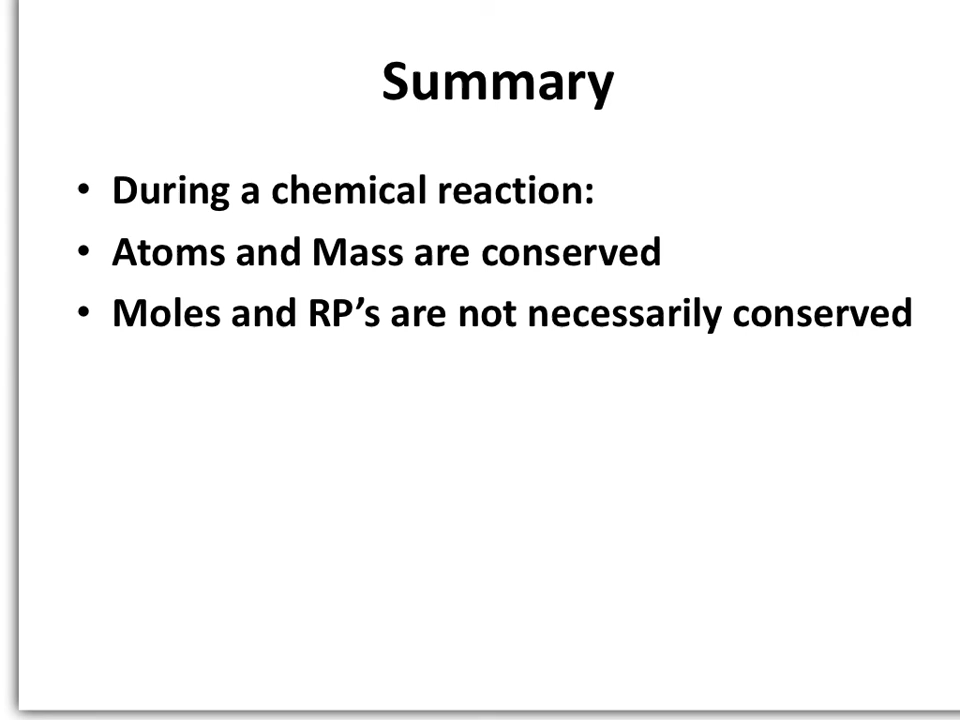 Summary
• During a chemical reaction:
• Atoms and Mass are conserved
• Moles and RP’s are not necessarily conserved